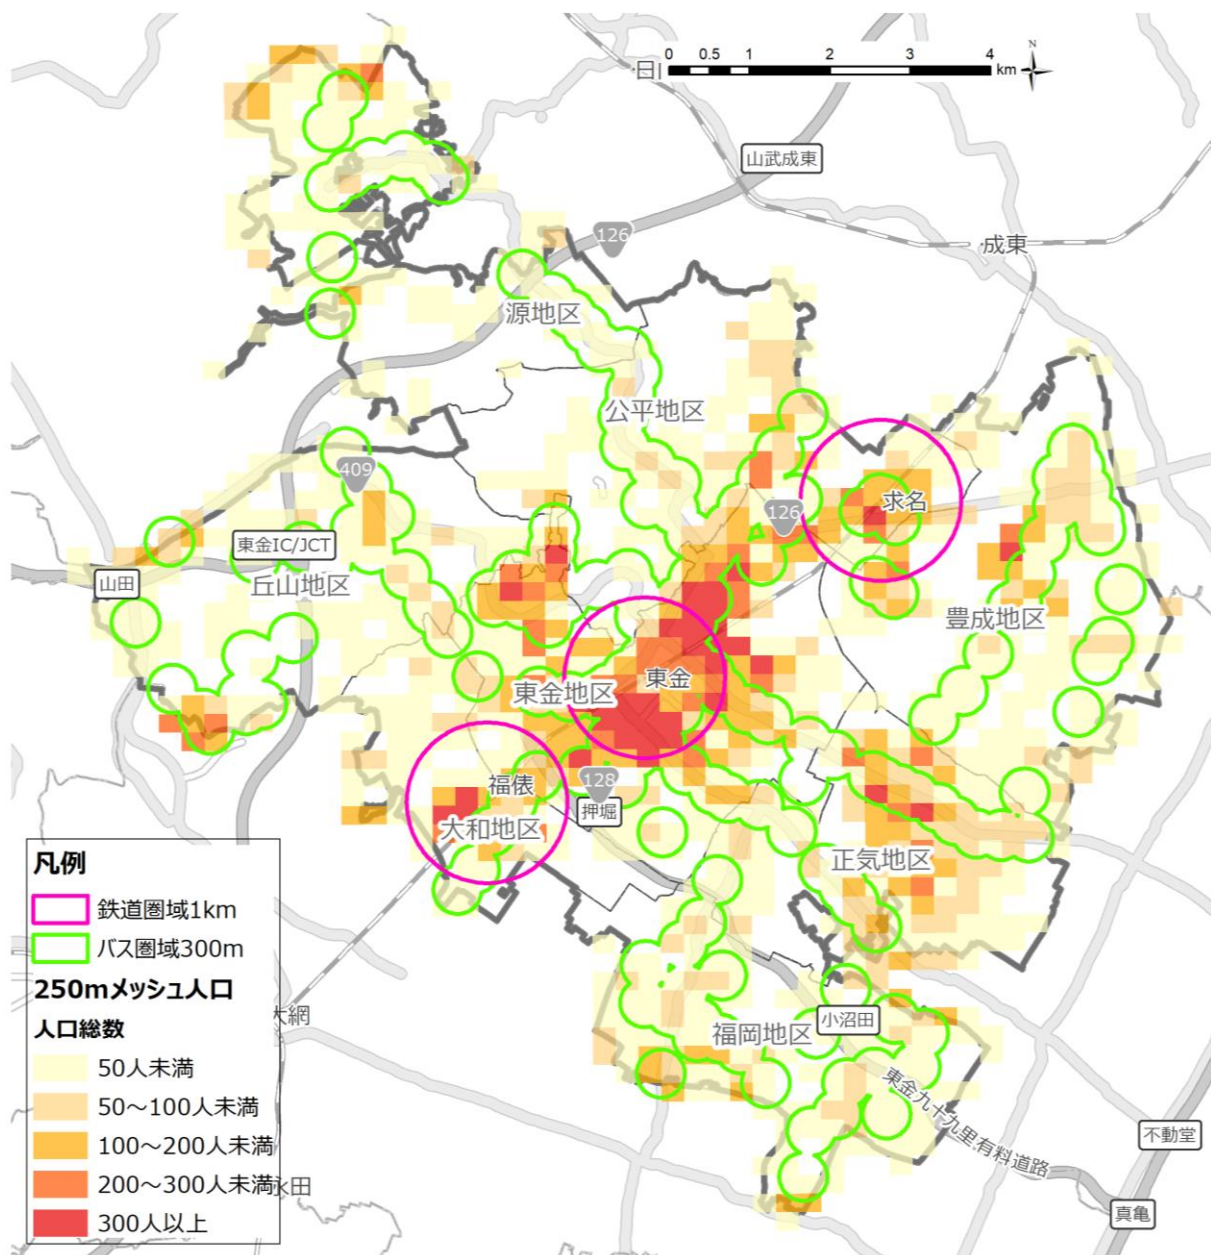 0 0.5 1 2 3 4
km
N
日
山武成東
126
成東
源地区
公平地区
409
126
求名
東金IC/JCT
山田
丘山地区
豊成地区
東金
東金地区
福俵
128
押堀
大和地区
正気地区
凡例
鉄道圏域1km
バス圏域300m
250mメッシュ人口
人口総数
50人未満
50～100人未満
100～200人未満
200～300人未満
300人以上
網
田
小沼田
福岡地区
東金九十九里有料道路
不動堂
真亀